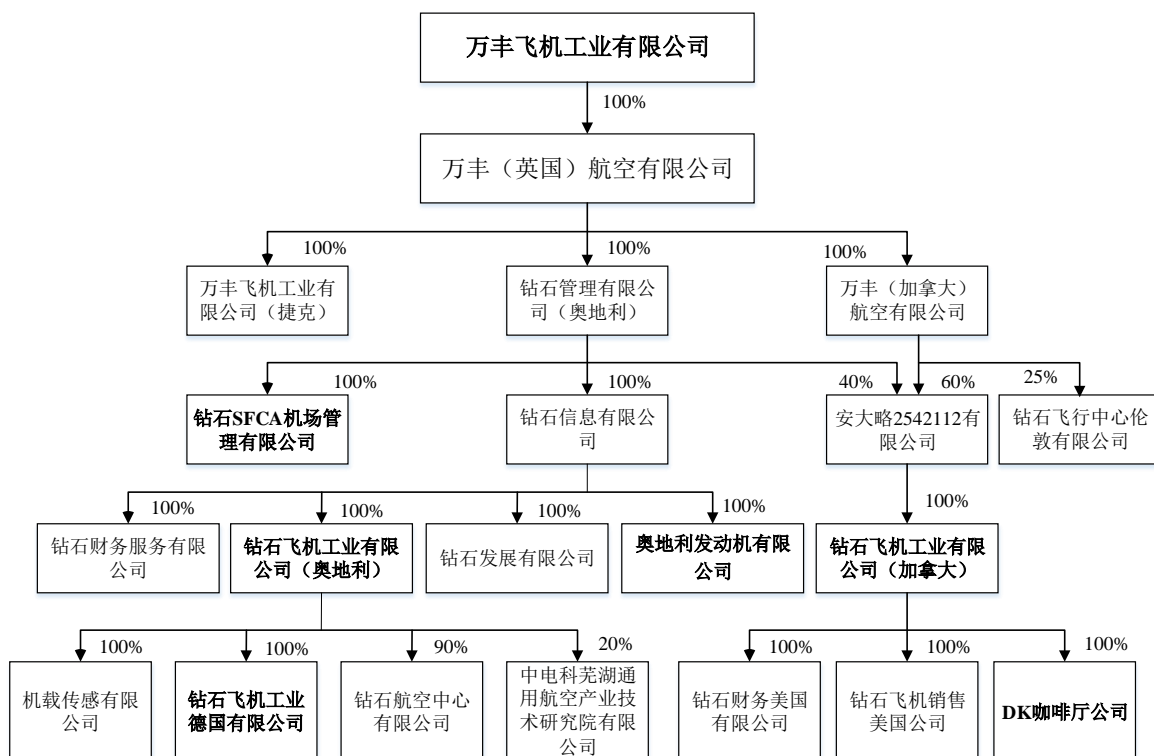 万丰飞机工业有限公司
100%
万丰（英国）航空有限公司
100%
100%
100%
万丰飞机工业有
限公司（捷克）
钻石管理有限公
司（奥地利）
万丰（加拿大）
航空有限公司
100%
100%
40%
60%
25%
钻石SFCA机场管
理有限公司
钻石信息有限公
司
安大略2542112有
限公司
钻石飞行中心伦
敦有限公司
100%
100%
100%
100%
100%
钻石财务服务有限
公司
钻石飞机工业有限
公司（奥地利）
钻石发展有限公司
奥地利发动机有限
公司
钻石飞机工业有限
公司（加拿大）
100%
100%
90%
20%
100%
100%
100%
机载传感有限
公司
钻石飞机工业
德国有限公司
钻石航空中心
有限公司
中电科芜湖通
用航空产业技
术研究院有限
公司
钻石财务美国
有限公司
钻石飞机销售
美国公司
DK咖啡厅公司